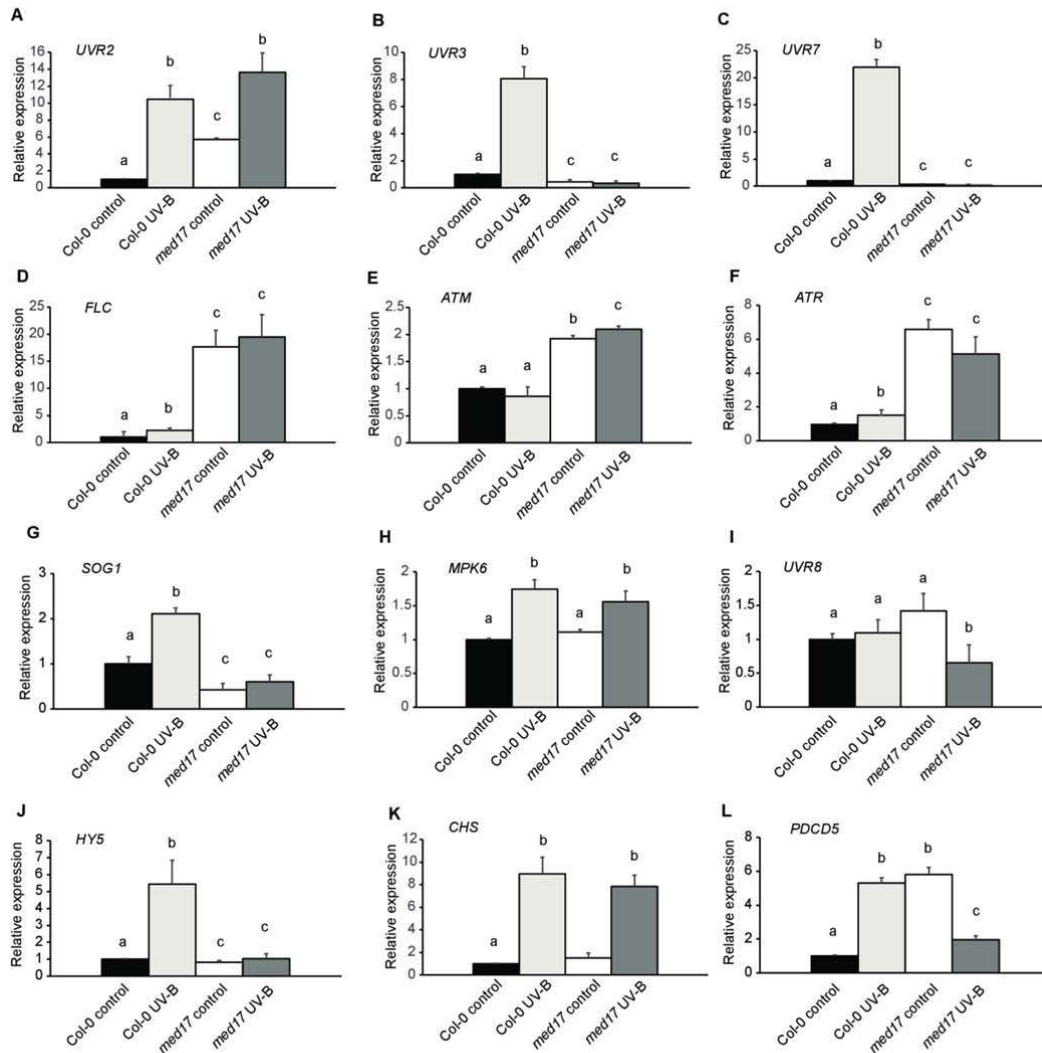 A
UVR2
Relative expression
16
14
12
10
8
6
4
2
0
a
b
c
b
Col-0 control
Col-0 UV-B
med17 control
med17 UV-B
B
UVR3
Relative expression
10
8
6
4
2
0
a
b
c
c
Col-0 control
Col-0 UV-B
med17 control
med17 UV-B
C
UVR7
Relative expression
25
20
15
10
5
0
a
b
c
c
Col-0 control
Col-0 UV-B
med17 control
med17 UV-B
D
FLC
Relative expression
25
20
15
10
5
0
a
b
c
c
Col-0 control
Col-0 UV-B
med17 control
med17 UV-B
E
ATM
Relative expression
2.5
2
1.5
1
0.5
0
a
a
b
c
Col-0 control
Col-0 UV-B
med17 control
med17 UV-B
F
ATR
Relative expression
8
6
4
2
0
a
b
c
c
Col-0 control
Col-0 UV-B
med17 control
med17 UV-B
G
SOG1
Relative expression
3
2
1
0
a
b
c
c
Col-0 control
Col-0 UV-B
med17 control
med17 UV-B
H
MPK6
Relative expression
2
1.5
1
0.5
0
a
b
a
b
Col-0 control
Col-0 UV-B
med17 control
med17 UV-B
I
UVR8
Relative expression
2
1.5
1
0.5
0
a
a
a
b
Col-0 control
Col-0 UV-B
med17 control
med17 UV-B
J
HY5
Relative expression
8
7
6
5
4
3
2
1
0
a
b
c
c
Col-0 control
Col-0 UV-B
med17 control
med17 UV-B
K
CHS
Relative expression
12
10
8
6
4
2
0
a
b
a
b
Col-0 control
Col-0 UV-B
med17 control
med17 UV-B
L
PDCD5
Relative expression
8
6
4
2
0
a
b
b
c
Col-0 control
Col-0 UV-B
med17 control
med17 UV-B